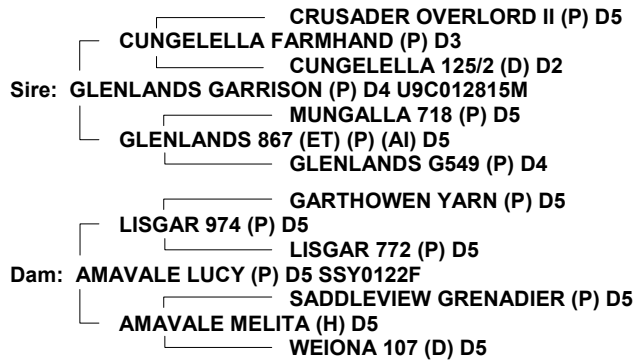 CRUSADER OVERLORD II (P) D5
CUNGELELLA FARMHAND (P) D3
CUNGELELLA 125/2 (D) D2
Sire: GLENLANDS GARRISON (P) D4 U9C012815M
MUNGALLA 718 (P) D5
GLENLANDS 867 (ET) (P) (AI) D5
GLENLANDS G549 (P) D4
GARTHOWEN YARN (P) D5
LISGAR 974 (P) D5
LISGAR 772 (P) D5
Dam: AMAVALE LUCY (P) D5 SSY0122F
SADDLEVIEW GRENADIER (P) D5
AMAVALE MELITA (H) D5
WEIONA 107 (D) D5